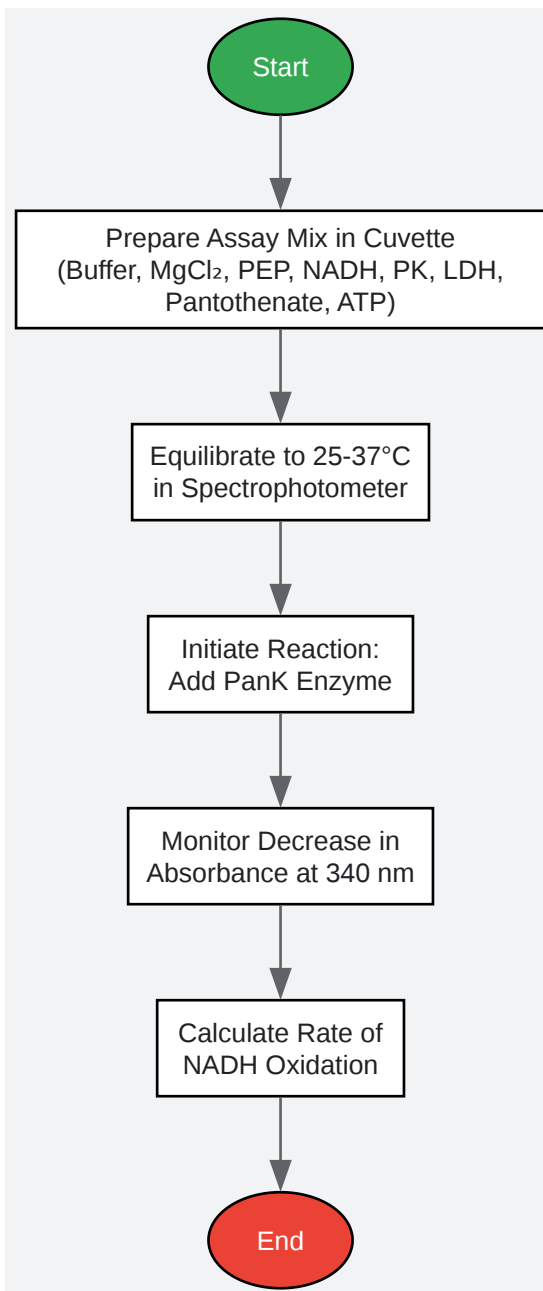 Start
Prepare Assay Mix in Cuvette
(Buffer, MgCl₂, PEP, NADH, PK, LDH,
Pantothenate, ATP)
Equilibrate to 25-37°C
in Spectrophotometer
Initiate Reaction:
Add PanK Enzyme
Monitor Decrease in
Absorbance at 340 nm
Calculate Rate of
NADH Oxidation
End